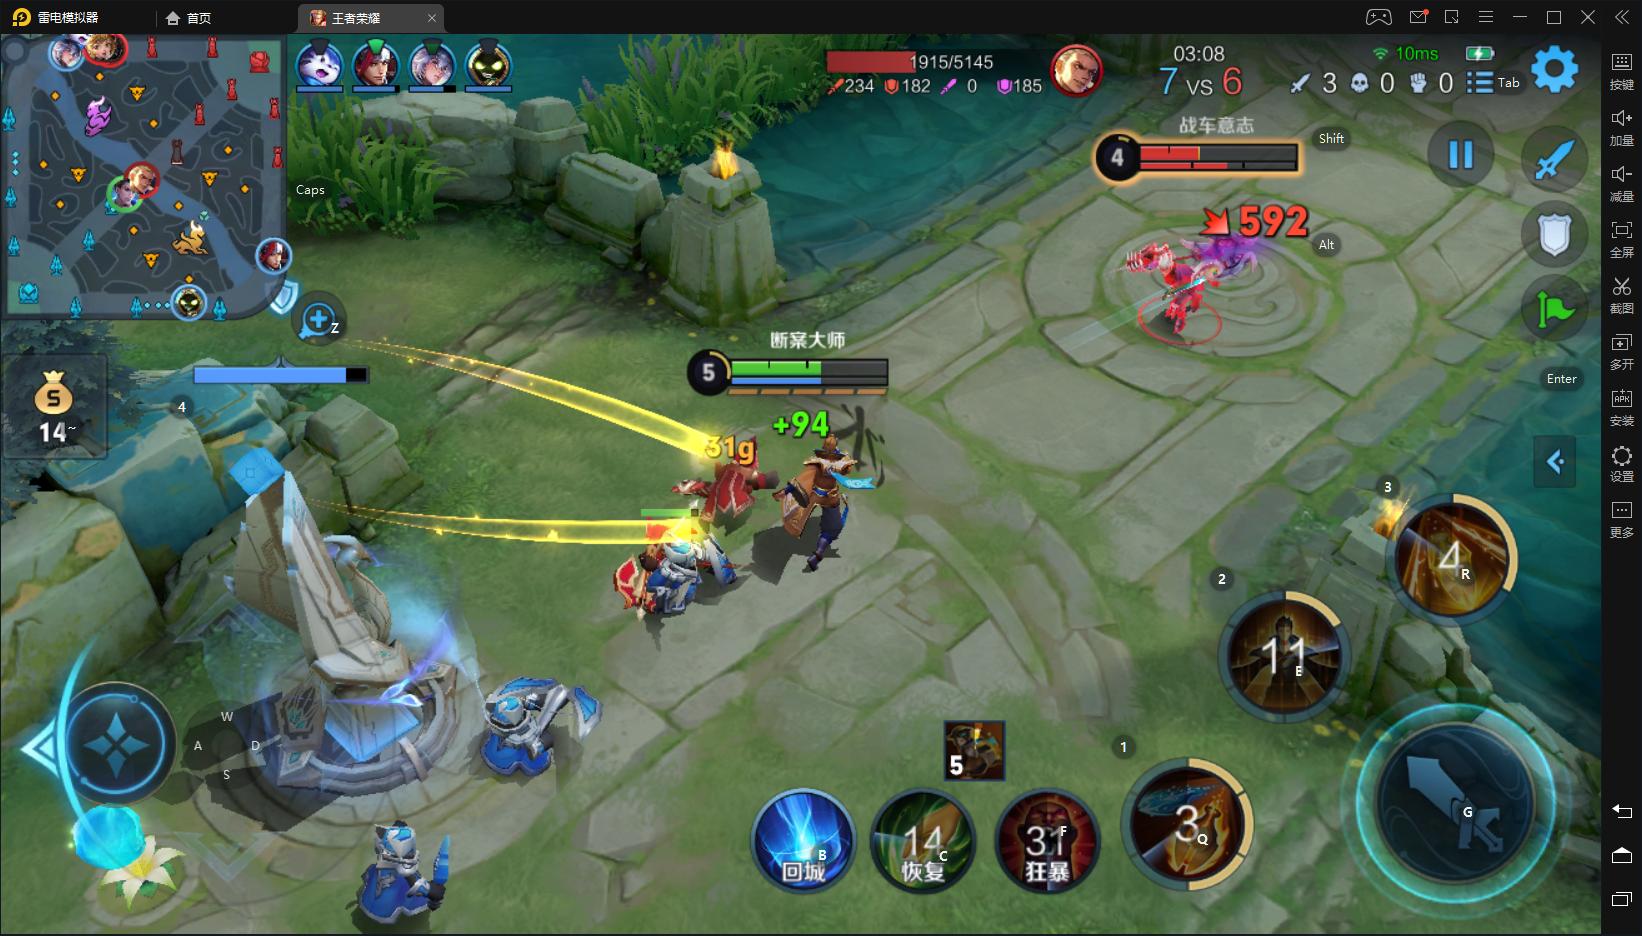 雷电模拟器
首页
王者荣耀
1915/5145
234 182 0 185
03:08
7 vs 6
10ms
3 0 0 Tab
按键
加量
减量
全屏
截图
多开
安装
设置
更多
APK
Caps
战车意志
4
Shift
592
Alt
Z
断案大师
5
+94
31g
S
14~
4
Enter
3
4
R
2
11
E
W
A D
S
5
1
B
回城
14
C
恢复
31
F
狂暴
3
Q
G